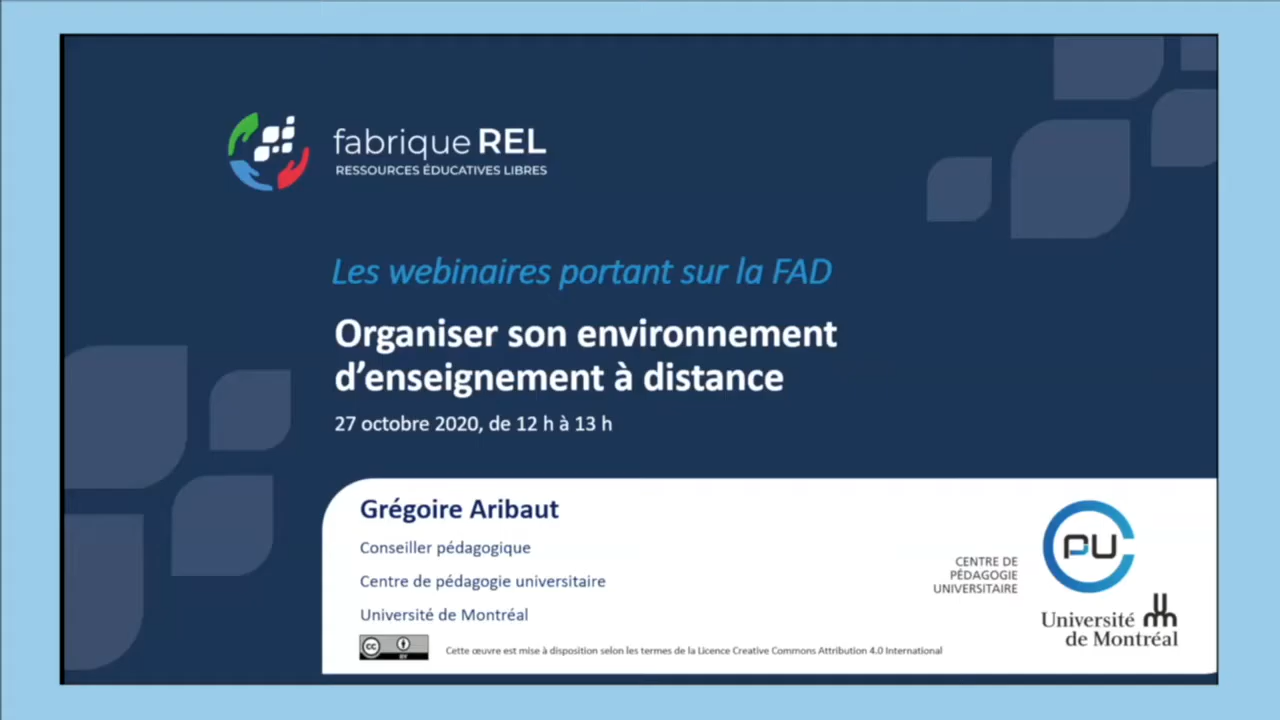 fabrique REL
RESSOURCES ÉDUCATIVES LIBRES
Les webinaires portant sur la FAD
Organiser son environnement
d'enseignement à distance
27 octobre 2020, de 12 h à 13 h
Grégoire Aribaut
Conseiller pédagogique
Centre de pédagogie universitaire
Université de Montréal
cc
BY
Cette œuvre est mise à disposition selon les termes de la Licence Creative Commons Attribution 4.0 International
CENTRE DE
PÉDAGOGIE
UNIVERSITAIRE
CPU
Université
de Montréal